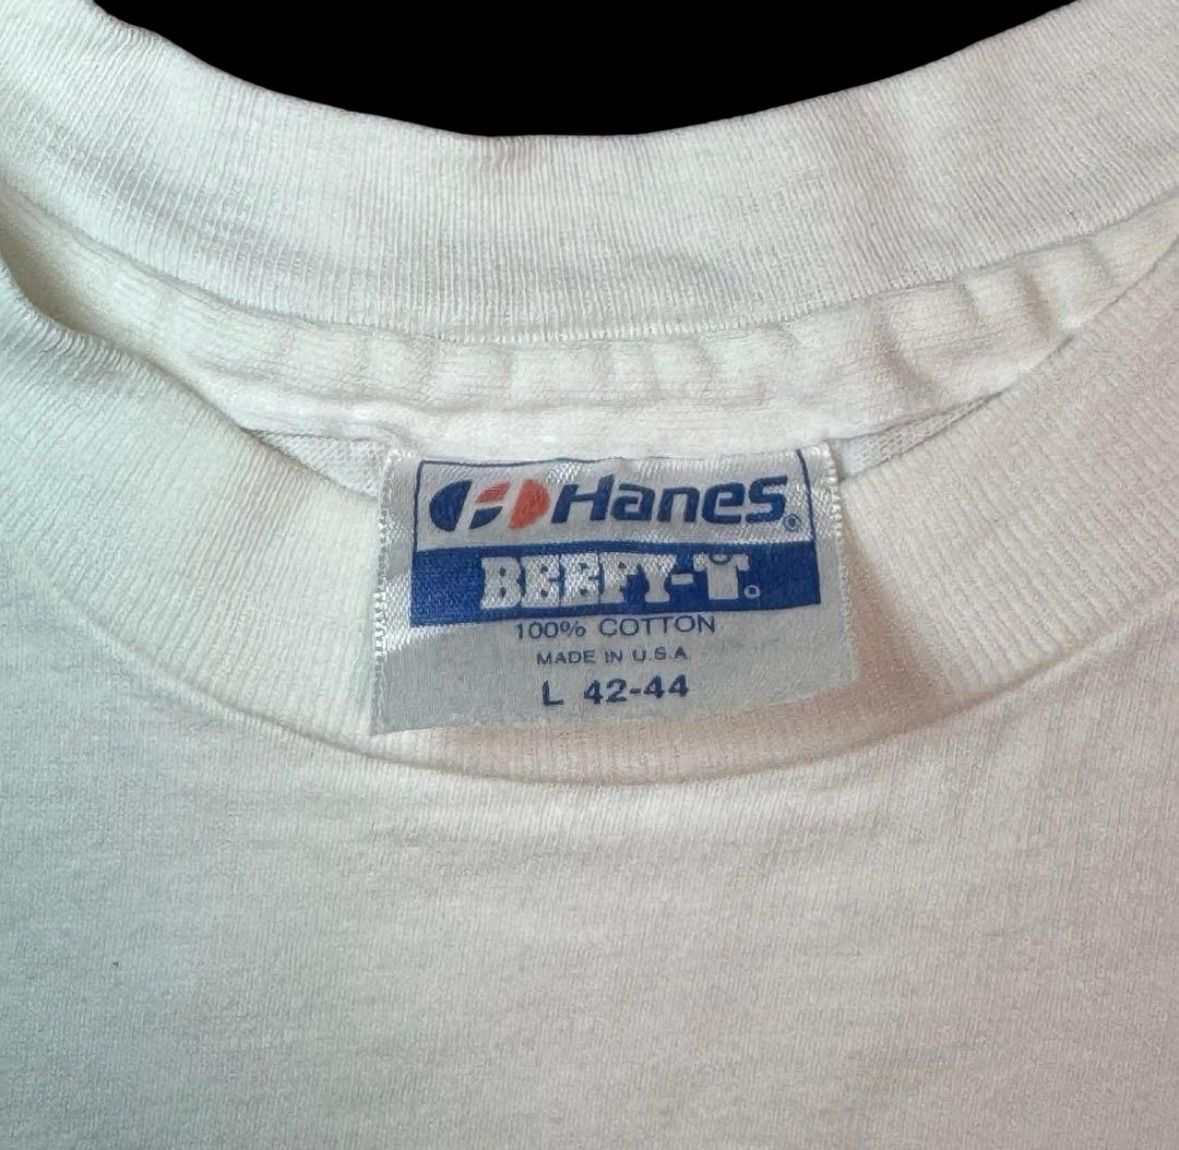 Hanes®
BEEFY-T®
100% COTTON
MADE IN U.S.A
L 42-44